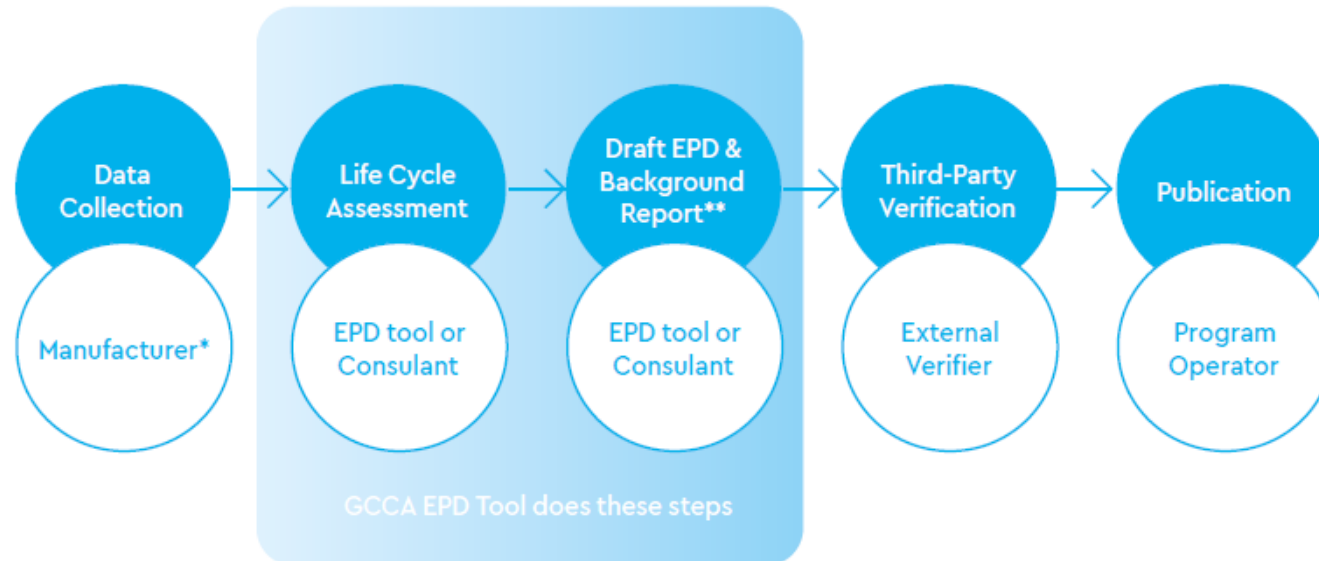 Data
Collection
Life Cycle
Assessment
Draft EPD &
Background
Report**
Third-Party
Verification
Publication
Manufacturer*
EPD tool or
Consulant
EPD tool or
Consulant
External
Verifier
Program
Operator
GCCA EPD Tool does these steps